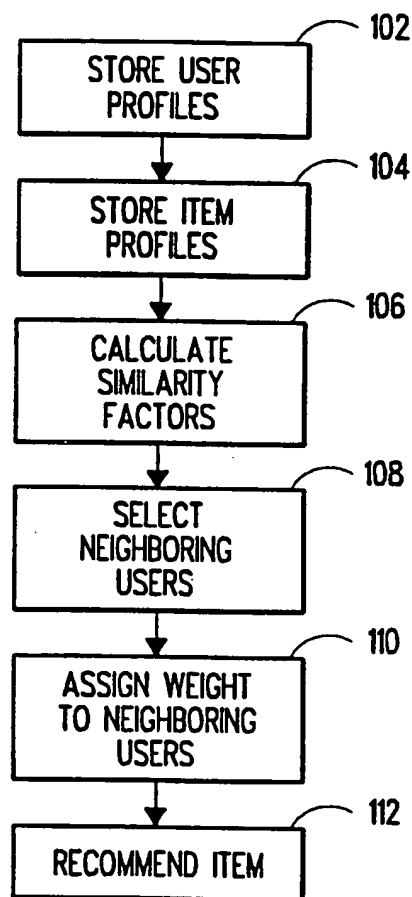 102
STORE USER
PROFILES
104
STORE ITEM
PROFILES
106
CALCULATE
SIMILARITY
FACTORS
108
SELECT
NEIGHBORING
USERS
110
ASSIGN WEIGHT
TO NEIGHBORING
USERS
112
RECOMMEND ITEM